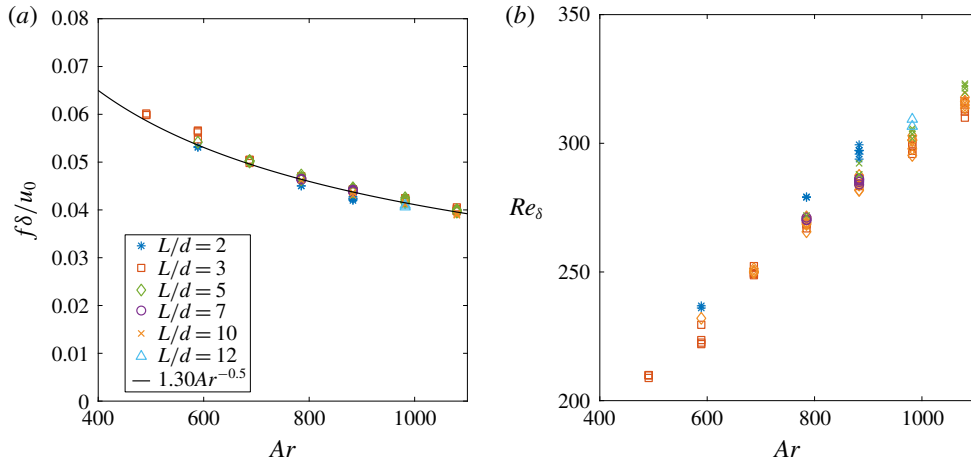 (a)
0.08
0.07
0.06
0.05
0.04
0.03
0.02
0.01
0
fδ/u₀
400
600
800
1000
Ar
L/d = 2
L/d = 3
L/d = 5
L/d = 7
L/d = 10
L/d = 12
1.30Ar⁻⁰·⁵
(b)
350
300
250
200
Re_δ
400
600
800
1000
Ar